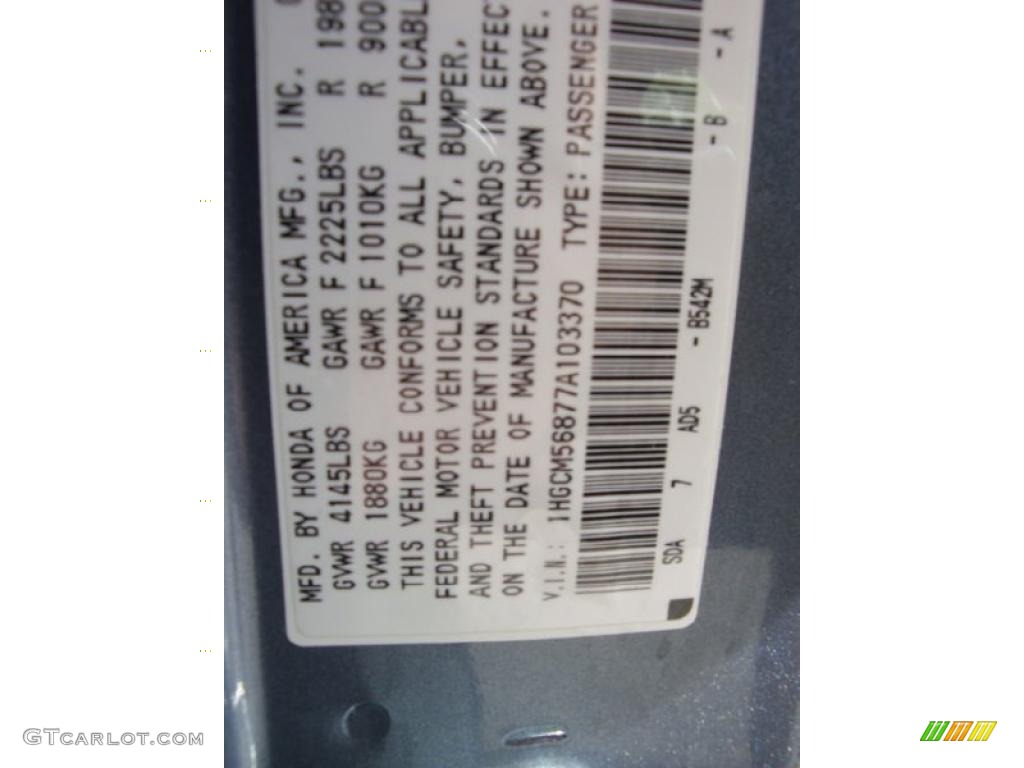 MFD. BY HONDA OF AMERICA MFG., INC.
GVWR 4145LBS GAWR F 2225LBS R 198
GVWR 1880KG GAWR F 1010KG R 900
THIS VEHICLE CONFORMS TO ALL APPLICABL
FEDERAL MOTOR VEHICLE SAFETY, BUMPER,
AND THEFT PREVENTION STANDARDS IN EFFECT
ON THE DATE OF MANUFACTURE SHOWN ABOVE.
V.I.N.: 1HGCM56877A103370 TYPE: PASSENGER
SDA 7 AD5 - B542M - B - A
GTCarLot.com